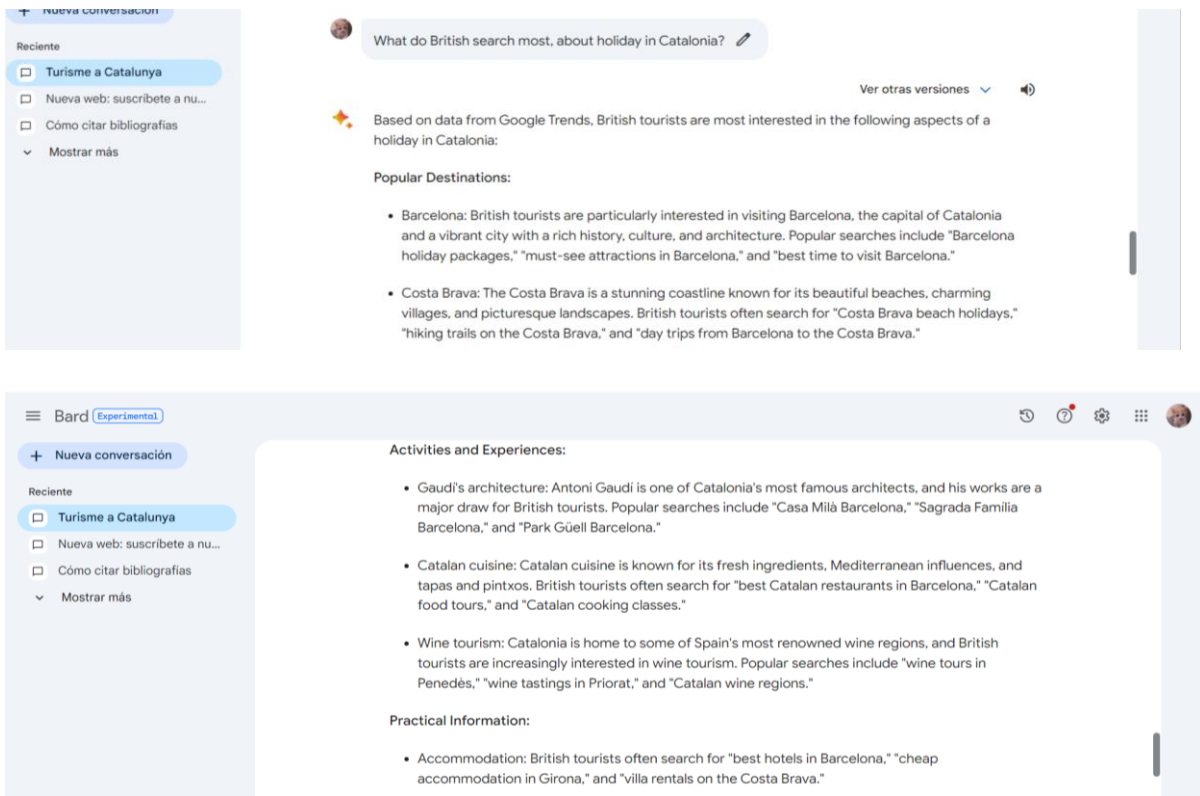 + Nueva conversación
Reciente
Turisme a Catalunya
Nueva web: suscríbete a nu...
Cómo citar bibliografias
Mostrar más
What do British search most, about holiday in Catalonia?
Ver otras versiones
Based on data from Google Trends, British tourists are most interested in the following aspects of a
holiday in Catalonia:
Popular Destinations:
• Barcelona: British tourists are particularly interested in visiting Barcelona, the capital of Catalonia
and a vibrant city with a rich history, culture, and architecture. Popular searches include "Barcelona
holiday packages," "must-see attractions in Barcelona," and "best time to visit Barcelona."
• Costa Brava: The Costa Brava is a stunning coastline known for its beautiful beaches, charming
villages, and picturesque landscapes. British tourists often search for "Costa Brava beach holidays,"
"hiking trails on the Costa Brava," and "day trips from Barcelona to the Costa Brava."
Bard Experimental
+ Nueva conversación
Reciente
Turisme a Catalunya
Nueva web: suscríbete a nu...
Cómo citar bibliografias
Mostrar más
Activities and Experiences:
• Gaudí's architecture: Antoni Gaudí is one of Catalonia's most famous architects, and his works are a
major draw for British tourists. Popular searches include "Casa Milà Barcelona," "Sagrada Família
Barcelona," and "Park Güell Barcelona."
• Catalan cuisine: Catalan cuisine is known for its fresh ingredients, Mediterranean influences, and
tapas and pintxos. British tourists often search for "best Catalan restaurants in Barcelona," "Catalan
food tours," and "Catalan cooking classes."
• Wine tourism: Catalonia is home to some of Spain's most renowned wine regions, and British
tourists are increasingly interested in wine tourism. Popular searches include "wine tours in
Penedès," "wine tastings in Priorat," and "Catalan wine regions."
Practical Information:
• Accommodation: British tourists often search for "best hotels in Barcelona," "cheap
accommodation in Girona," and "villa rentals on the Costa Brava."